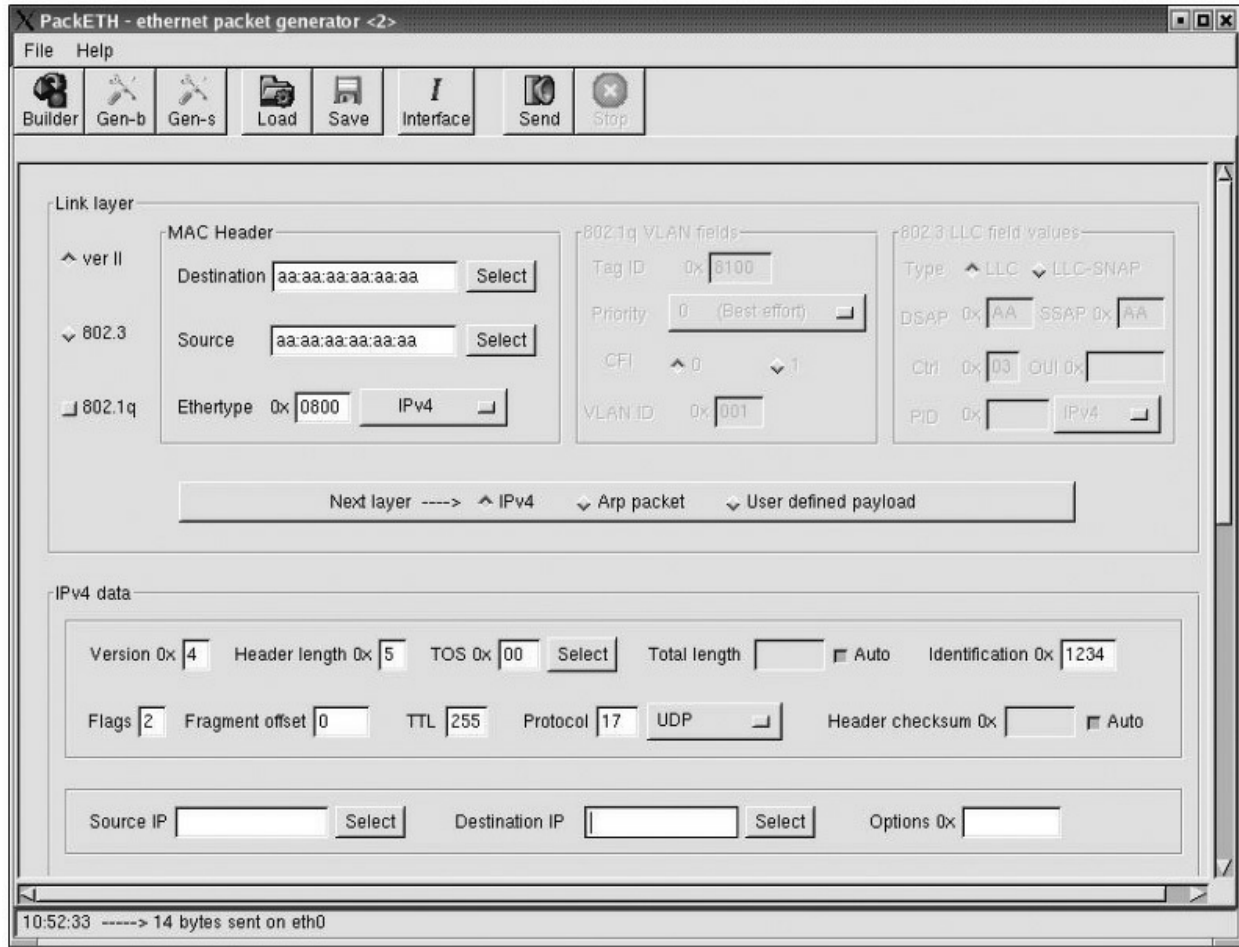 PackETH - ethernet packet generator <2>
File Help
Builder Gen-b Gen-s Load Save Interface Send Stop
Link layer
MAC Header 802.1q VLAN fields 802.3 LLC field values
ver II Destination aa:aa:aa:aa:aa:aa Select Tag ID 0x 8100 Type LLC LLC-SNAP
Priority 0 (Best effort) DSAP 0x AA SSAP 0x AA
802.3 Source aa:aa:aa:aa:aa:aa Select
CFI 0 1 Ctrl 0x 03 OUI 0x
802.1q Ethertype 0x 0800 IPv4 VLAN ID 0x 001 PID 0x IPv4
Next layer ----> IPv4 Arp packet User defined payload
IPv4 data
Version 0x 4 Header length 0x 5 TOS 0x 00 Select Total length Auto Identification 0x 1234
Flags 2 Fragment offset 0 TTL 255 Protocol 17 UDP Header checksum 0x Auto
Source IP Select Destination IP Select Options 0x
10:52:33 -----> 14 bytes sent on eth0